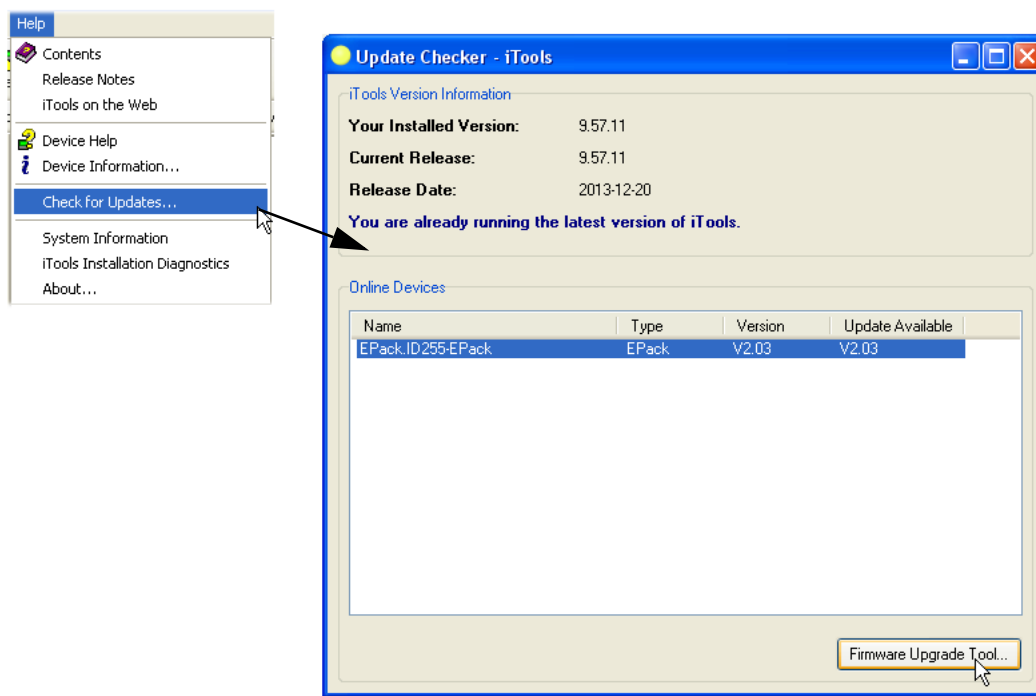 Help
Contents
Release Notes
iTools on the Web
Device Help
Device Information...
Check for Updates...
System Information
iTools Installation Diagnostics
About...
Update Checker - iTools
iTools Version Information
Your Installed Version: 9.57.11
Current Release: 9.57.11
Release Date: 2013-12-20
You are already running the latest version of iTools.
Online Devices
Name Type Version Update Available
EPack.ID255-EPack EPack V2.03 V2.03
Firmware Upgrade Tool...